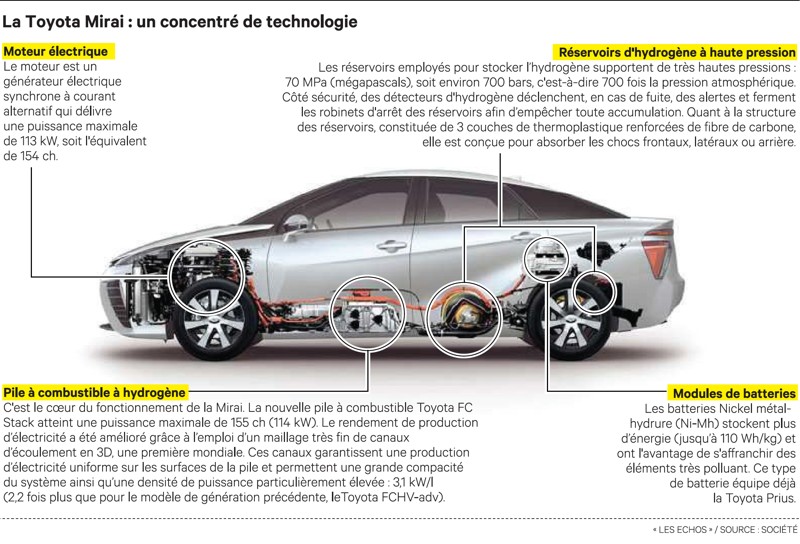 La Toyota Mirai : un concentré de technologie
Moteur électrique
Le moteur est un
générateur électrique
synchrone à courant
alternatif qui délivre
une puissance maximale
de 113 kW, soit l'équivalent
de 154 ch.
Réservoirs d'hydrogène à haute pression
Les réservoirs employés pour stocker l'hydrogène supportent de très hautes pressions :
70 MPa (mégapascals), soit environ 700 bars, c'est-à-dire 700 fois la pression atmosphérique.
Côté sécurité, des détecteurs d'hydrogène déclenchent, en cas de fuite, des alertes et ferment
les robinets d'arrêt des réservoirs afin d'empêcher toute accumulation. Quant à la structure
des réservoirs, constituée de 3 couches de thermoplastique renforcées de fibre de carbone,
elle est conçue pour absorber les chocs frontaux, latéraux ou arrière.
Pile à combustible à hydrogène
C'est le cœur du fonctionnement de la Mirai. La nouvelle pile à combustible Toyota FC
Stack atteint une puissance maximale de 155 ch (114 kW). Le rendement de production
d'électricité a été amélioré grâce à l'emploi d'un maillage très fin de canaux
d'écoulement en 3D, une première mondiale. Ces canaux garantissent une production
d'électricité uniforme sur les surfaces de la pile et permettent une grande compacité
du système ainsi qu'une densité de puissance particulièrement élevée : 3,1 kW/l
(2,2 fois plus que pour le modèle de génération précédente, leToyota FCHV-adv).
Modules de batteries
Les batteries Nickel métal-
hydrure (Ni-Mh) stockent plus
d'énergie (jusqu'à 110 Wh/kg) et
ont l'avantage de s'affranchir des
éléments très polluant. Ce type
de batterie équipe déjà
la Toyota Prius.
« LES ECHOS » / SOURCE : SOCIÉTÉ